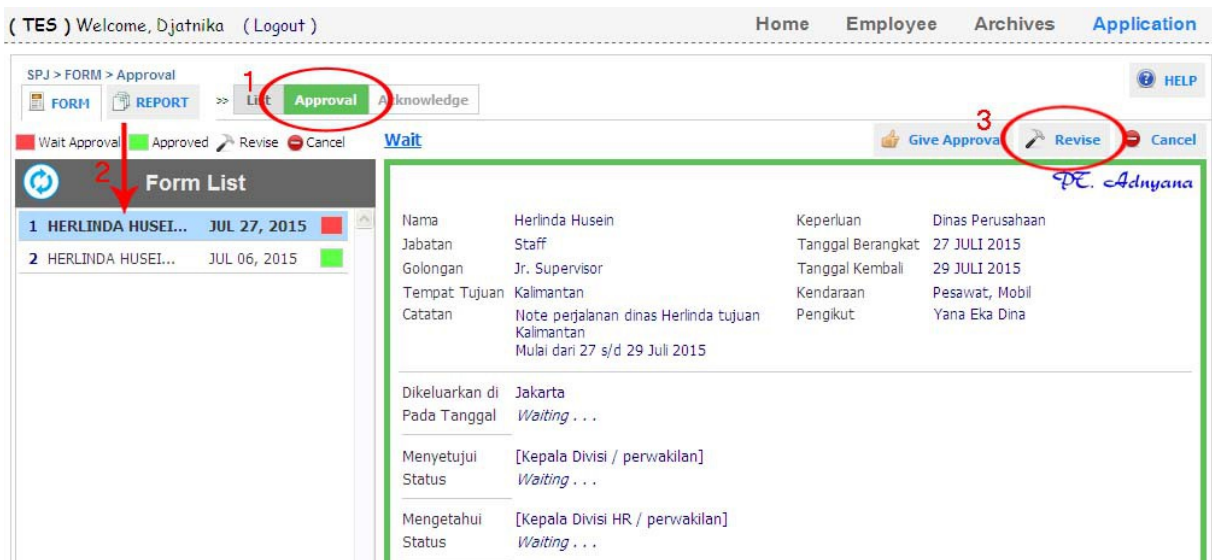 ( TES ) Welcome, Djatnika ( Logout ) Home Employee Archives Application
SPJ > FORM > Approval
HELP
FORM REPORT >> List Approval Acknowledge
1
Wait Approval Approved Revise Cancel Wait Give Approval Revise Cancel
3
2
Form List
PT. Adnyana
1 HERLINDA HUSEI... JUL 27, 2015
2 HERLINDA HUSEI... JUL 06, 2015
Nama Herlinda Husein Keperluan Dinas Perusahaan
Jabatan Staff Tanggal Berangkat 27 JULI 2015
Golongan Jr. Supervisor Tanggal Kembali 29 JULI 2015
Tempat Tujuan Kalimantan Kendaraan Pesawat, Mobil
Catatan Note perjalanan dinas Herlinda tujuan Pengikut Yana Eka Dina
Kalimantan
Mulai dari 27 s/d 29 Juli 2015
Dikeluarkan di Jakarta
Pada Tanggal Waiting . . .
Menyetujui [Kepala Divisi / perwakilan]
Status Waiting . . .
Mengetahui [Kepala Divisi HR / perwakilan]
Status Waiting . . .